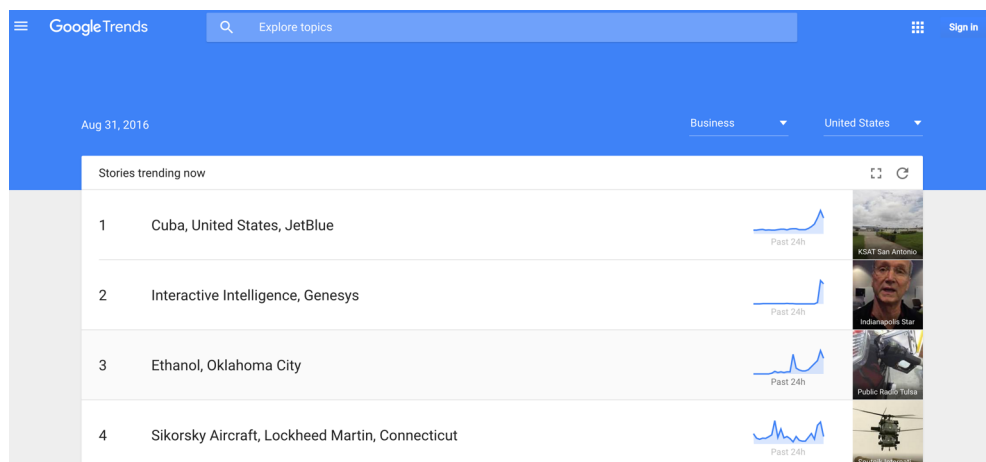 Google Trends
Explore topics
Sign in
Aug 31, 2016
Business
United States
Stories trending now
1 Cuba, United States, JetBlue
Past 24h
KSAT San Antonio
2 Interactive Intelligence, Genesys
Past 24h
Indianapolis Star
3 Ethanol, Oklahoma City
Past 24h
Public Radio Tulsa
4 Sikorsky Aircraft, Lockheed Martin, Connecticut
Past 24h